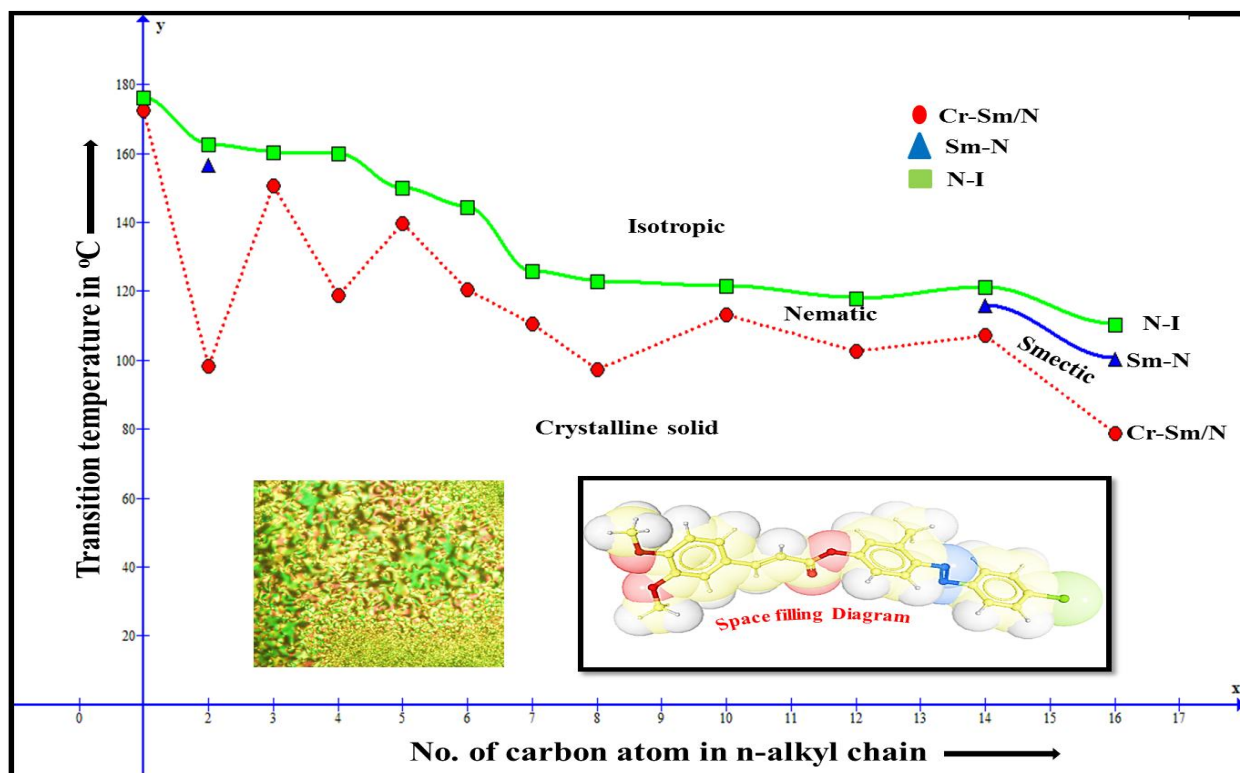 y
180
160
140
120
100
80
60
40
20
Transition temperature in ºC
Cr-Sm/N
Sm-N
N-I
Isotropic
Nematic
Smectic
N-I
Sm-N
Cr-Sm/N
Crystalline solid
Space filling Diagram
x
0 2 3 4 5 6 7 8 10 11 12 13 14 15 16 17
No. of carbon atom in n-alkyl chain